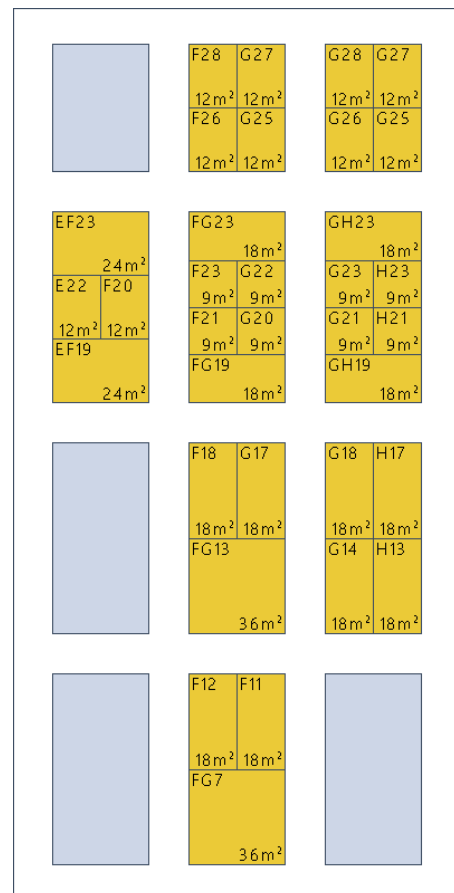 F28 G27 G28 G27
12m² 12m² 12m² 12m²
F26 G25 G26 G25
12m² 12m² 12m² 12m²
EF23 FG23 GH23
24m² 18m² 18m²
E22 F20 F23 G22 G23 H23
12m² 12m² 9m² 9m² 9m² 9m²
EF19 F21 G20 G21 H21
24m² 9m² 9m² 9m² 9m²
FG19 GH19
18m² 18m²
F18 G17 G18 H17
18m² 18m² 18m² 18m²
FG13 G14 H13
36m² 18m² 18m²
F12 F11
18m² 18m²
FG7
36m²